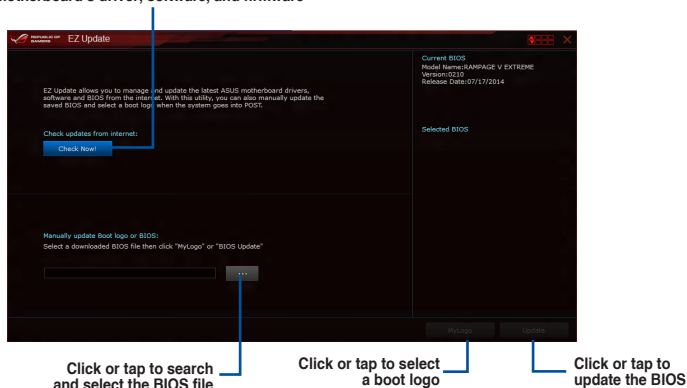 motherboard's driver, software, and firmware
REPUBLIC OF
GAMERS
EZ Update
Current BIOS
Model Name:RAMPAGE V EXTREME
Version:0210
Release Date:07/17/2014
EZ Update allows you to manage and update the latest ASUS motherboard drivers,
software and BIOS from the internet. With this utility, you can also manually update the
saved BIOS and select a boot logo when the system goes into POST.
Check updates from internet:
Selected BIOS
Check Now!
Manually update Boot logo or BIOS:
Select a downloaded BIOS file then click "MyLogo" or "BIOS Update"
...
MyLogo
Update
Click or tap to search
and select the BIOS file
Click or tap to select
a boot logo
Click or tap to
update the BIOS